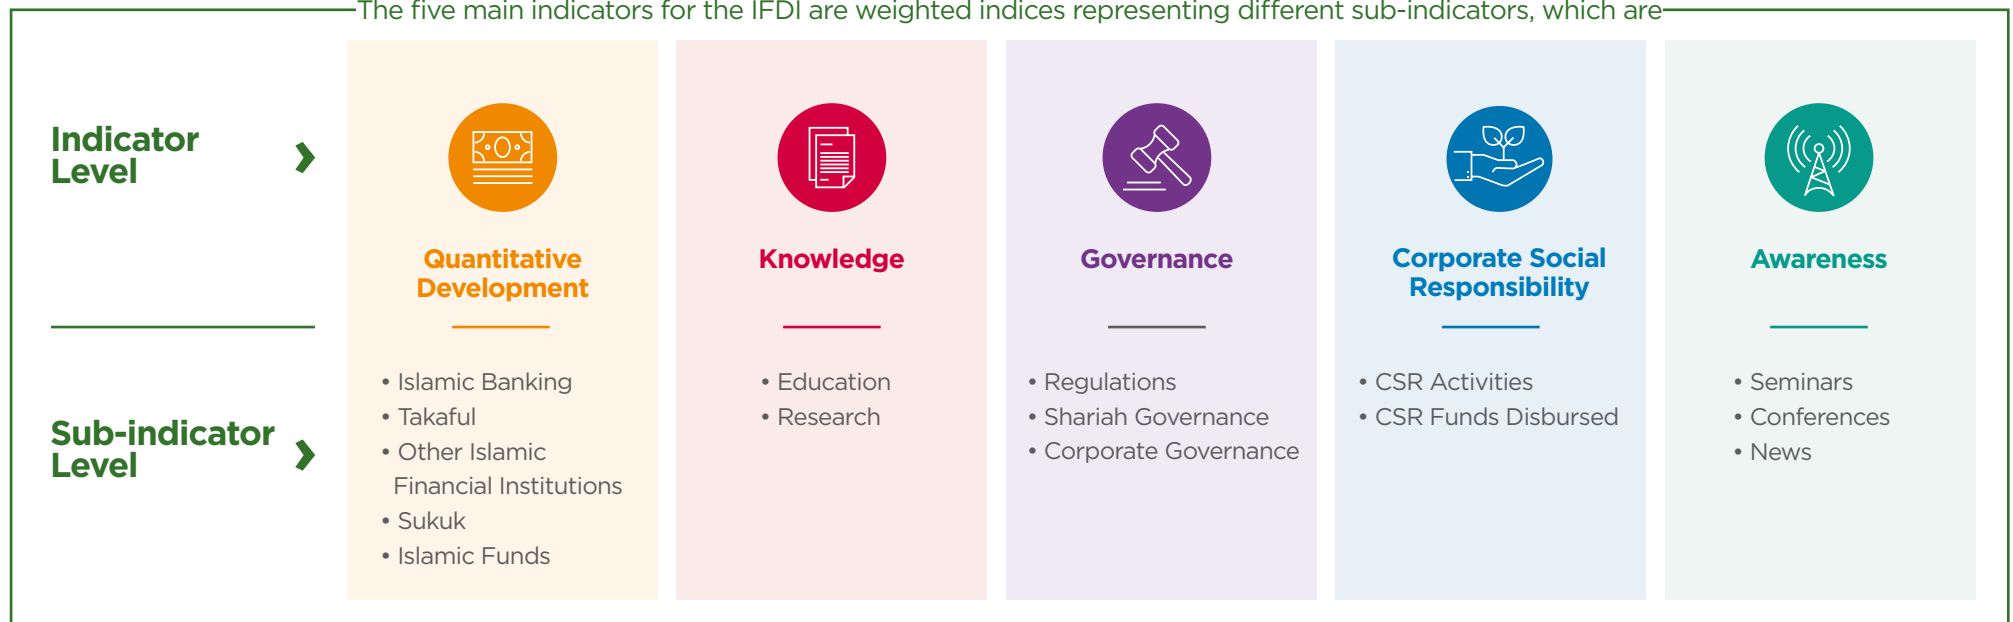 The five main indicators for the IFDI are weighted indices representing different sub-indicators, which are
Indicator
Level
Quantitative
Development
Knowledge
Governance
Corporate Social
Responsibility
Awareness
Sub-indicator
Level
• Islamic Banking
• Takaful
• Other Islamic
Financial Institutions
• Sukuk
• Islamic Funds
• Education
• Research
• Regulations
• Shariah Governance
• Corporate Governance
• CSR Activities
• CSR Funds Disbursed
• Seminars
• Conferences
• News